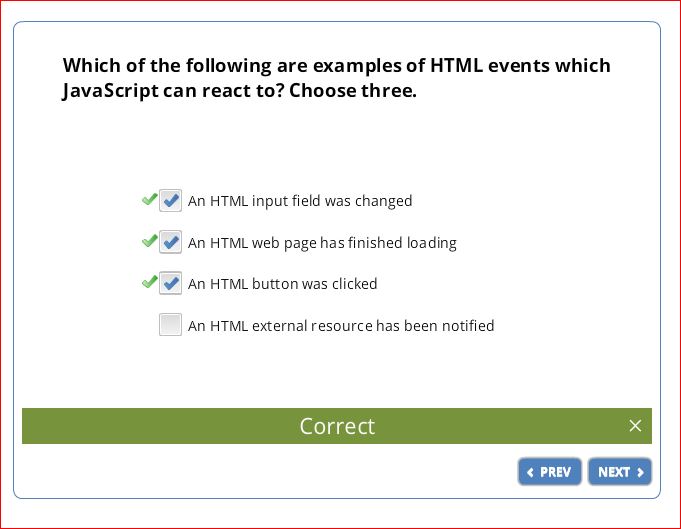 Which of the following are examples of HTML events which
JavaScript can react to? Choose three.
An HTML input field was changed
An HTML web page has finished loading
An HTML button was clicked
An HTML external resource has been notified
Correct
PREV
NEXT